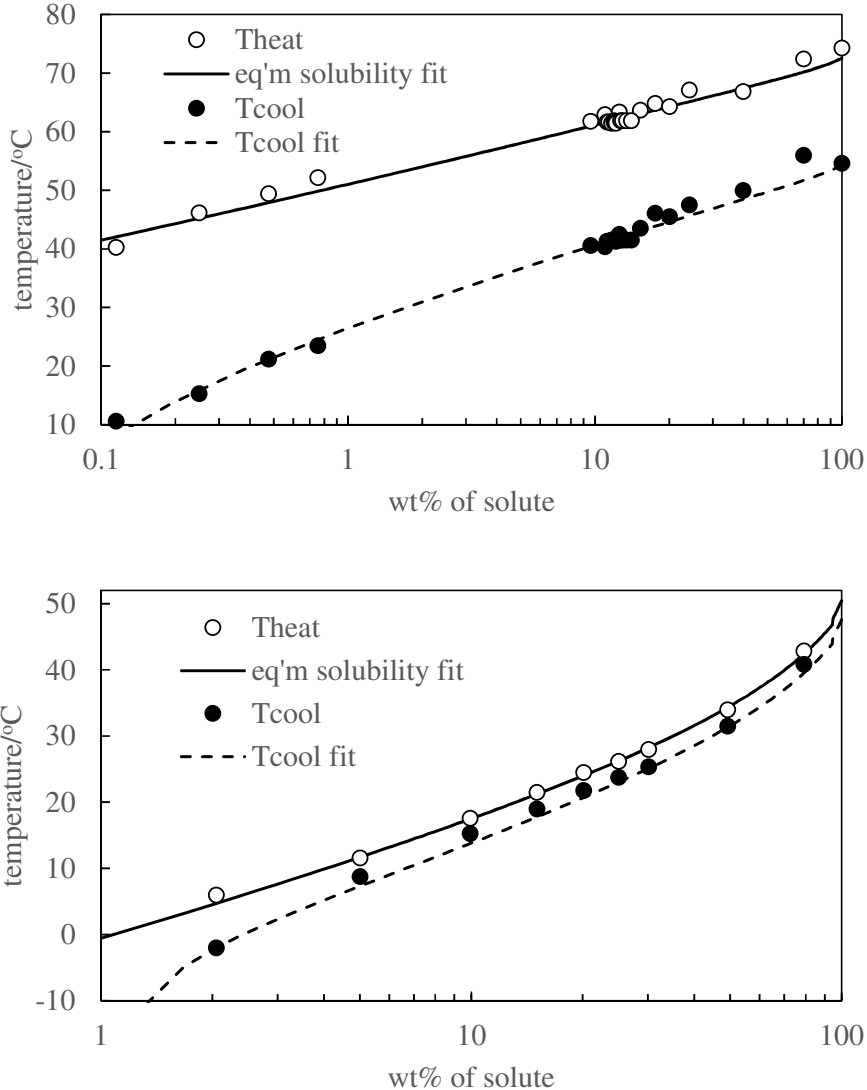 80
70
60
50
40
30
20
10
temperature/°C
Theat
eq'm solubility fit
Tcool
Tcool fit
0.1 1 10 100
wt% of solute
50
40
30
20
10
0
-10
temperature/°C
Theat
eq'm solubility fit
Tcool
Tcool fit
1 10 100
wt% of solute